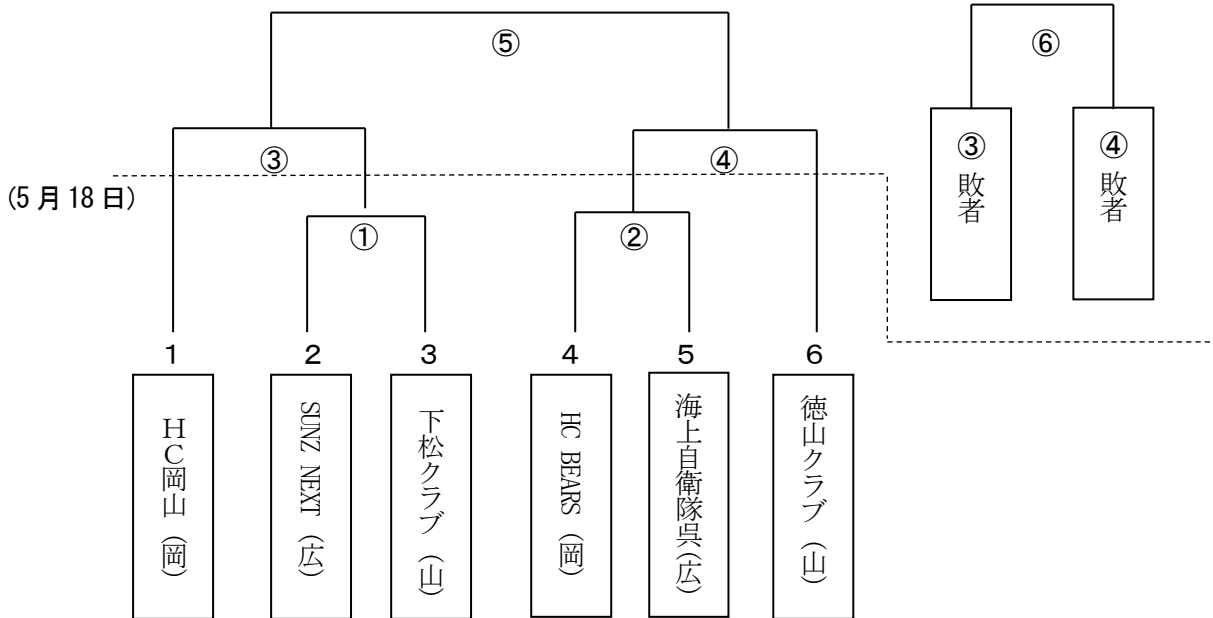 ⑤
⑥
③
④
③敗者
④敗者
(5月18日)
①
②
1
2
3
4
5
6
ＨＣ岡山（岡）
SUNZ NEXT（広）
下松クラブ（山）
HC BEARS（岡）
海上自衛隊呉(広)
徳山クラブ（山）